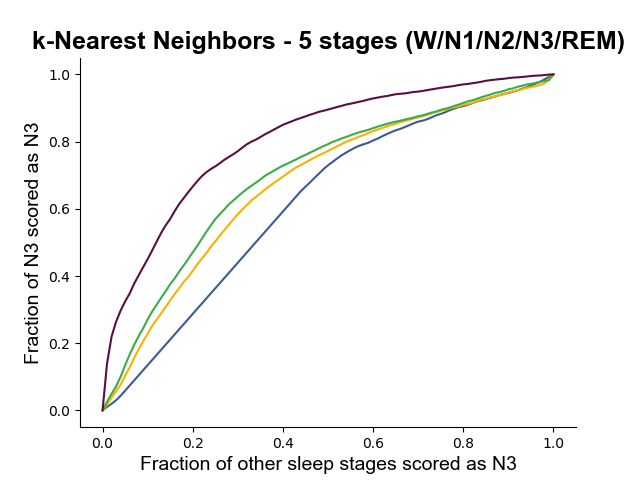 k-Nearest Neighbors - 5 stages (W/N1/N2/N3/REM)
Fraction of N3 scored as N3
1.0
0.8
0.6
0.4
0.2
0.0
0.0 0.2 0.4 0.6 0.8 1.0
Fraction of other sleep stages scored as N3